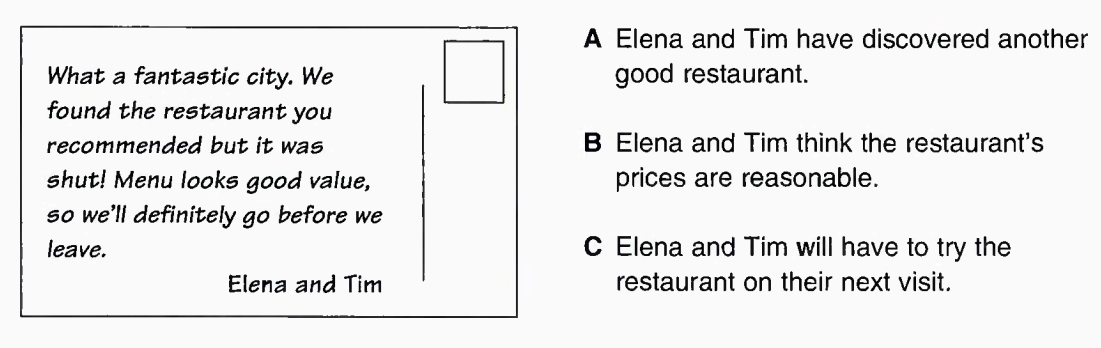 What a fantastic city. We
found the restaurant you
recommended but it was
shut! Menu looks good value,
so we'll definitely go before we
leave.
Elena and Tim
A Elena and Tim have discovered another
good restaurant.
B Elena and Tim think the restaurant's
prices are reasonable.
C Elena and Tim will have to try the
restaurant on their next visit.